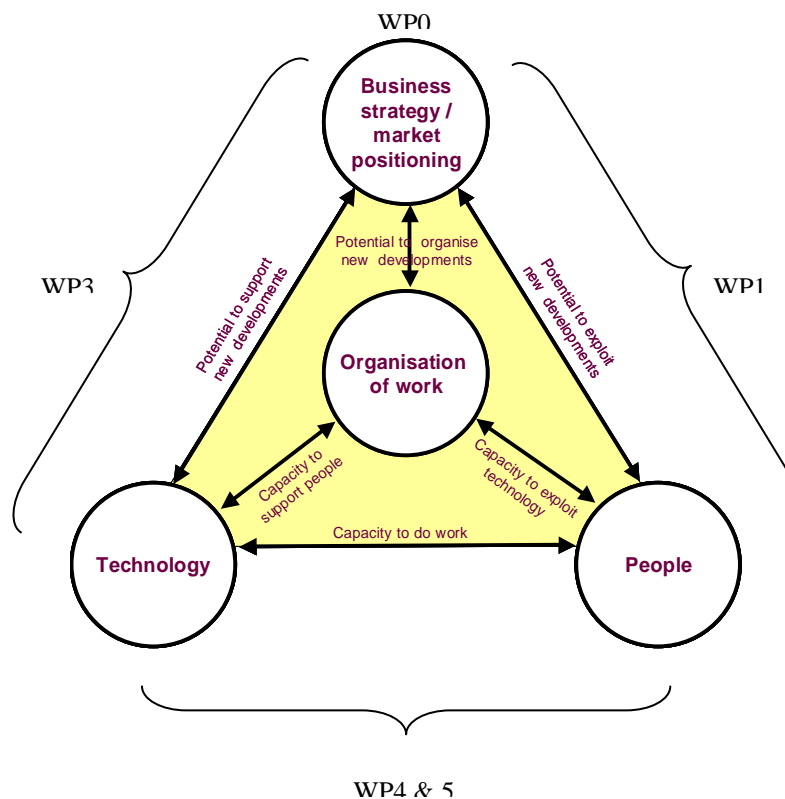 WP0
Business
strategy /
market
positioning
Potential to organise
new developments
WP3
WP1
Potential to support
new developments
Potential to exploit
new developments
Organisation
of work
Capacity to
support people
Capacity to exploit
technology
Capacity to do work
Technology
People
WP4 & 5